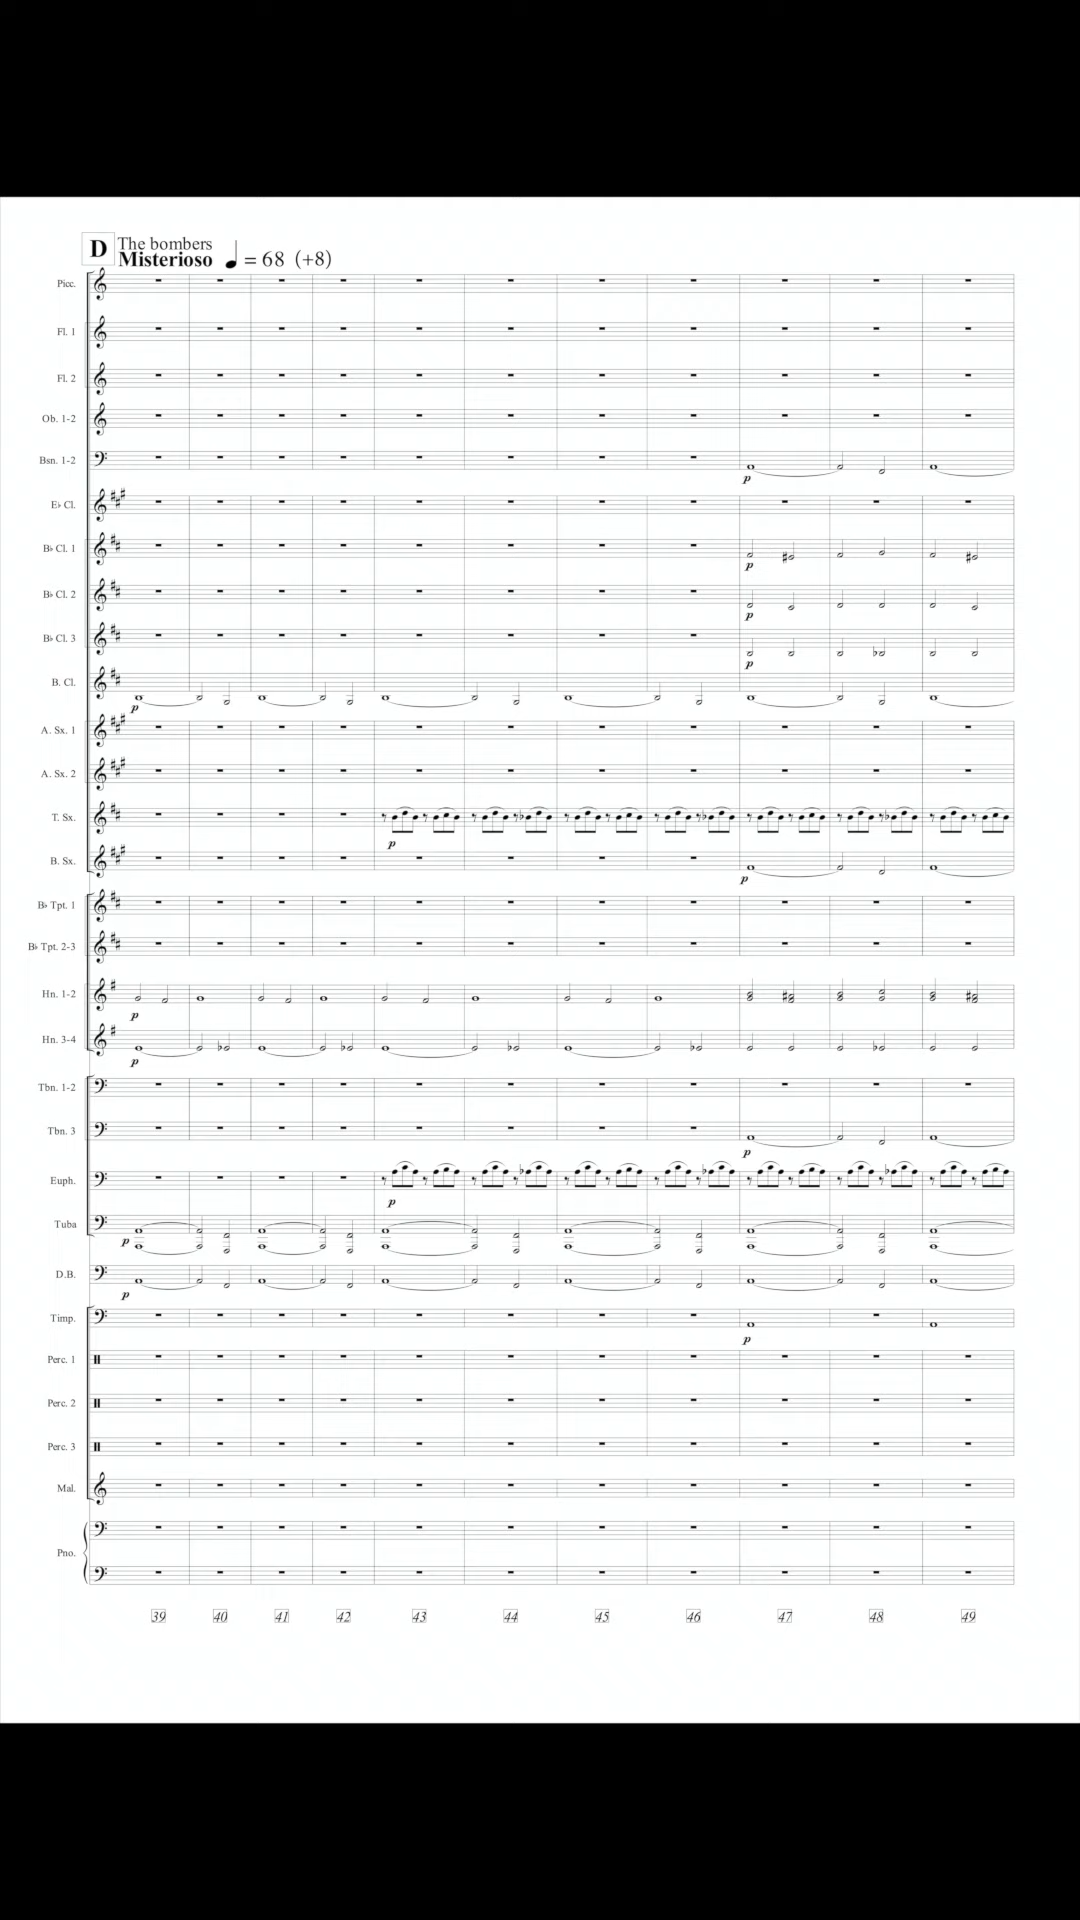 D The bombers
Misterioso ♩ = 68 (+8)
Picc.
Fl. 1
Fl. 2
Ob. 1-2
Bsn. 1-2
p
E♭ Cl.
B♭ Cl. 1
p
B♭ Cl. 2
p
B♭ Cl. 3
p
B. Cl.
p
A. Sx. 1
A. Sx. 2
T. Sx.
p
B. Sx.
p
B♭ Tpt. 1
B♭ Tpt. 2-3
Hn. 1-2
p
Hn. 3-4
p
Tbn. 1-2
Tbn. 3
p
Euph.
p
Tuba
p
D.B.
p
Timp.
p
Perc. 1
Perc. 2
Perc. 3
Mal.
Pno.
39 40 41 42 43 44 45 46 47 48 49